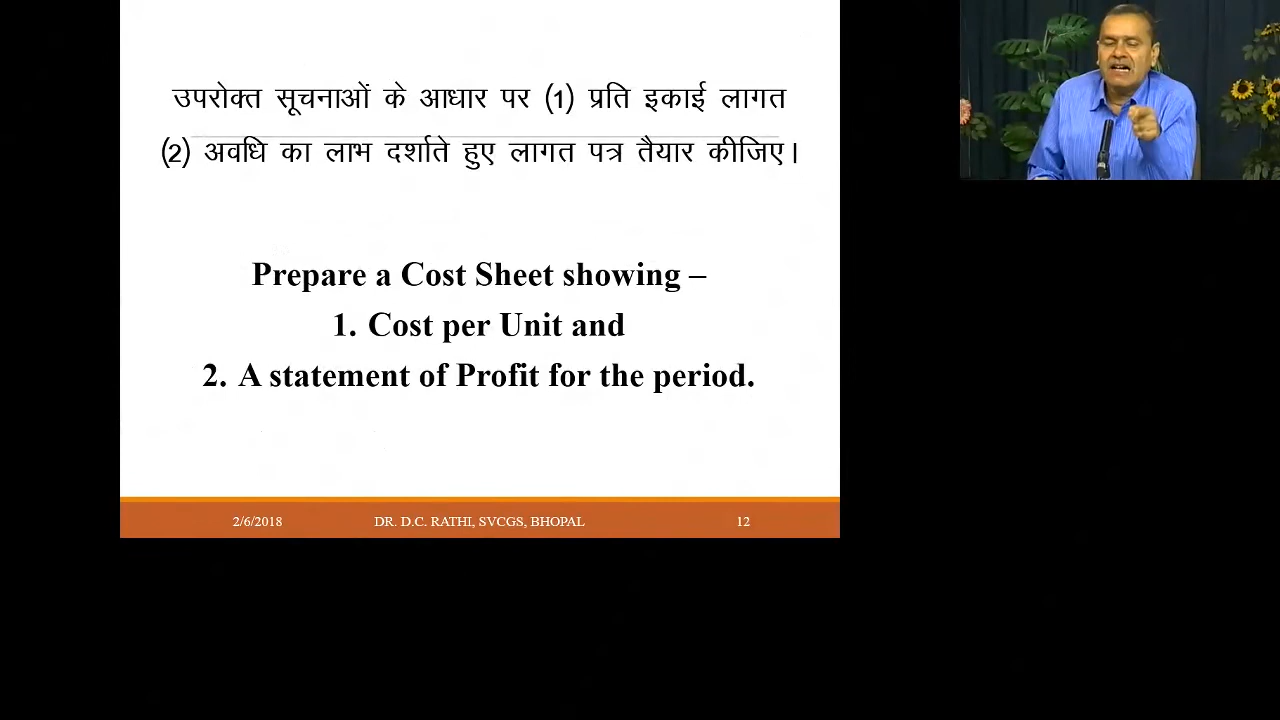 उपरोक्त सूचनाओं के आधार पर (1) प्रति इकाई लागत
(2) अवधि का लाभ दर्शाते हुए लागत पत्र तैयार कीजिए।
Prepare a Cost Sheet showing –
1. Cost per Unit and
2. A statement of Profit for the period.
2/6/2018 DR. D.C. RATHI, SVCGS, BHOPAL 12